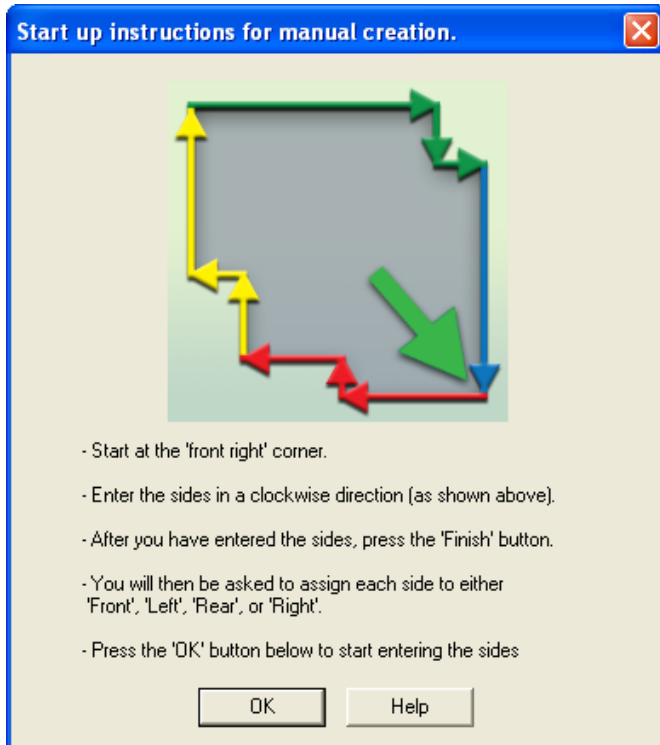 Start up instructions for manual creation.
- Start at the 'front right' corner.
- Enter the sides in a clockwise direction (as shown above).
- After you have entered the sides, press the 'Finish' button.
- You will then be asked to assign each side to either
'Front', 'Left', 'Rear', or 'Right'.
- Press the 'OK' button below to start entering the sides
OK
Help